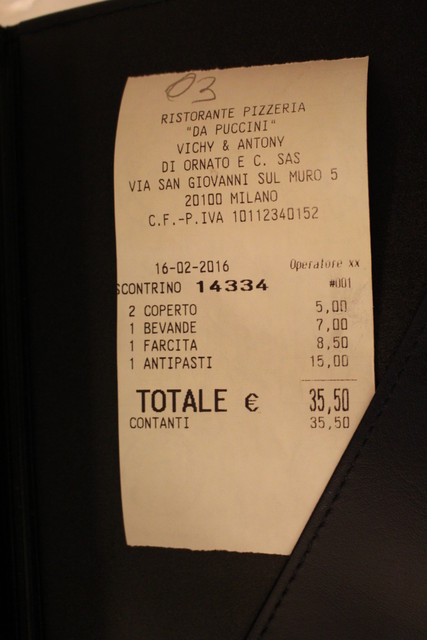 03
RISTORANTE PIZZERIA
"DA PUCCINI"
VICHY & ANTONY
DI ORNATO E C. SAS
VIA SAN GIOVANNI SUL MURO 5
20100 MILANO
C.F.-P.IVA 10112340152
16-02-2016 Operatore xx
SCONTRINO 14334 #001
2 COPERTO 5,00
1 BEVANDE 7,00
1 FARCITA 8,50
1 ANTIPASTI 15,00
TOTALE € 35,50
CONTANTI 35,50